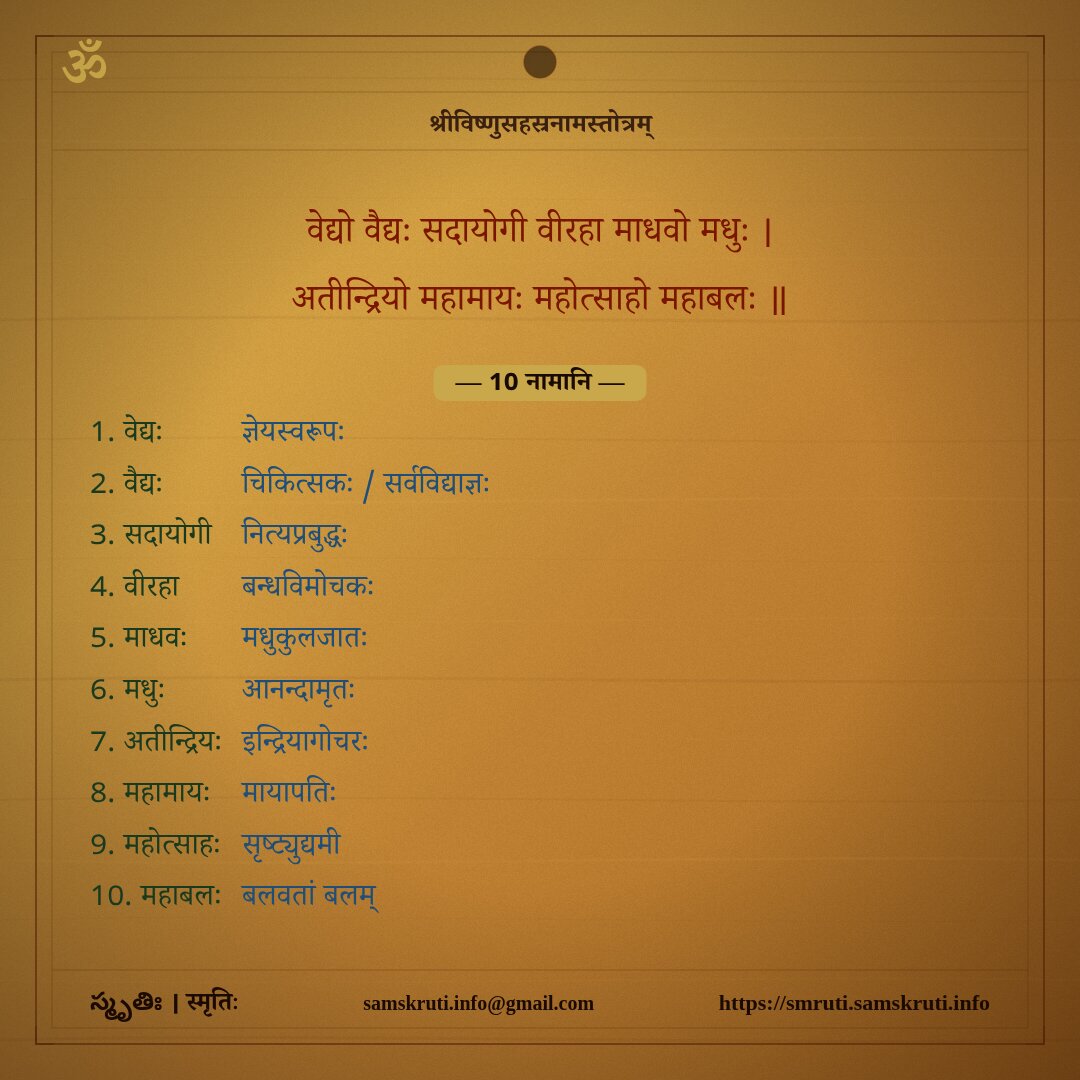 ॐ
श्रीविष्णुसहस्रनामस्तोत्रम्
वेद्यो वैद्यः सदायोगी वीरहा माधवो मधुः |
अतीन्द्रियो महामायः महोत्साहो महाबलः ||
— 10 नामानि —
1. वेद्यः ज्ञेयस्वरूपः
2. वैद्यः चिकित्सकः / सर्वविद्याज्ञः
3. सदायोगी नित्यप्रबुद्धः
4. वीरहा बन्धविमोचकः
5. माधवः मधुकुलजातः
6. मधुः आनन्दामृतः
7. अतीन्द्रियः इन्द्रियागोचरः
8. महामायः मायापतिः
9. महोत्साहः सृष्ट्युद्यमी
10. महाबलः बलवतां बलम्
స్మృతిః | स्मृतिः samskruti.info@gmail.com https://smruti.samskruti.info